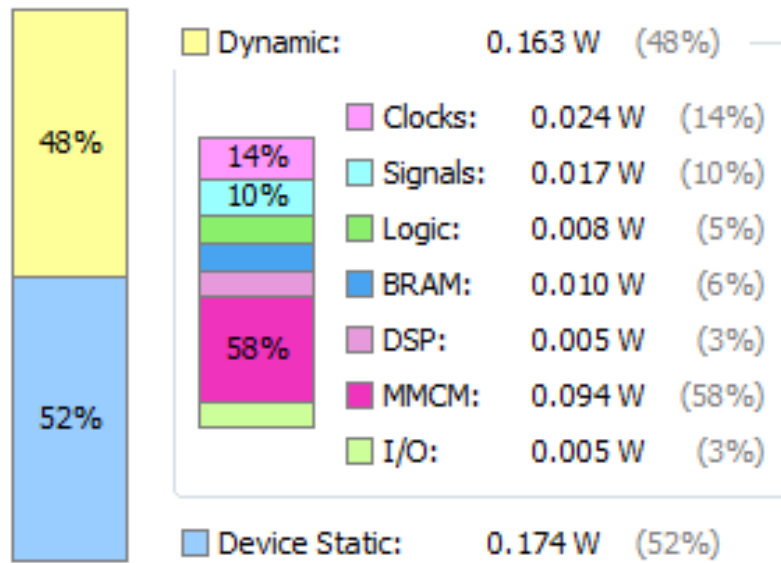 Dynamic: 0.163 W (48%)
48%
Clocks: 0.024 W (14%)
14%
Signals: 0.017 W (10%)
10%
Logic: 0.008 W (5%)
BRAM: 0.010 W (6%)
DSP: 0.005 W (3%)
58%
MMCM: 0.094 W (58%)
52%
I/O: 0.005 W (3%)
Device Static: 0.174 W (52%)